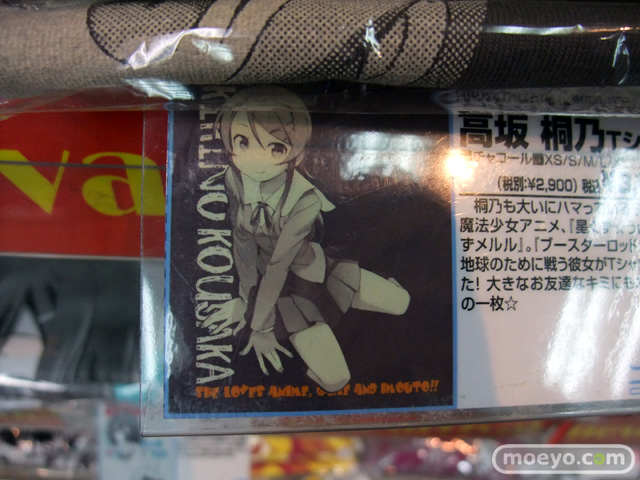 va
KIRINO KOUSAKA
SHE LOVES ANIME, GAME AND IMOUTO!!
高坂 桐乃Tシ
チャコール XS/S/M/L/
(税別:¥2,900) 税
桐乃も大いにハマっ
魔法少女アニメ、『星
ずメルル』。『ブースターロッド
地球のために戦う彼女がTシャ
た! 大きなお友達なキミにも
の一枚☆
moeyo.com